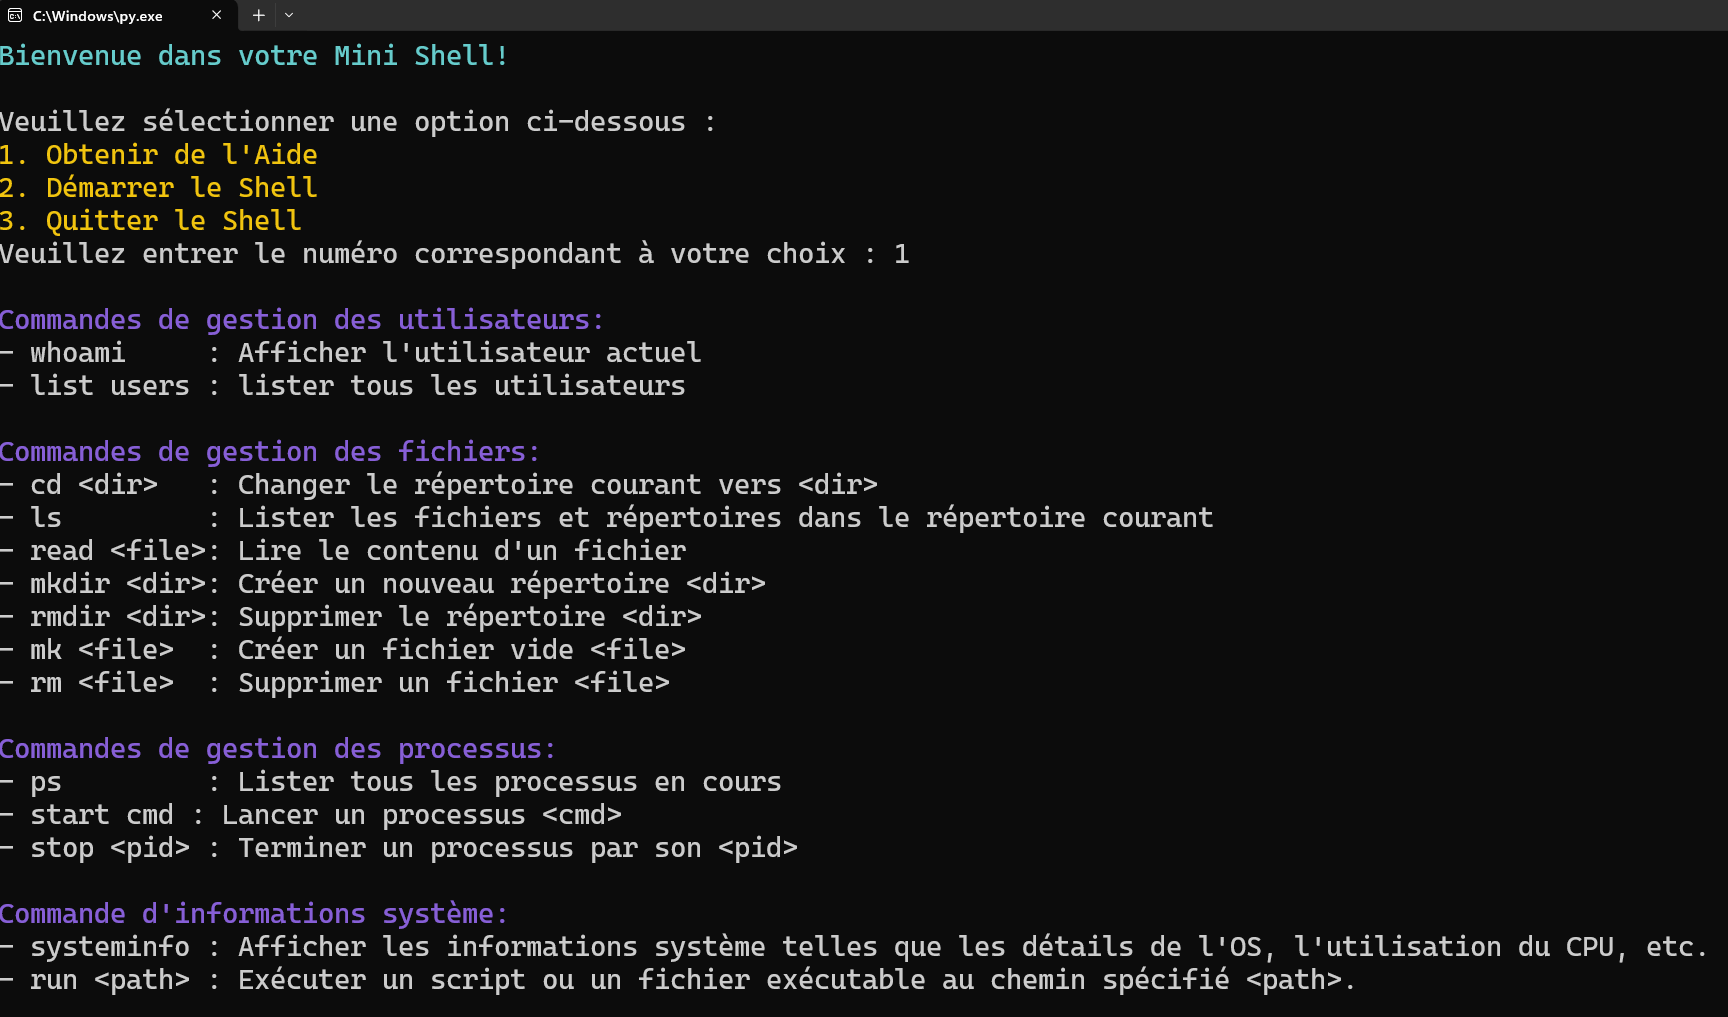 C:\Windows\py.exe
Bienvenue dans votre Mini Shell!
Veuillez sélectionner une option ci-dessous :
1. Obtenir de l'Aide
2. Démarrer le Shell
3. Quitter le Shell
Veuillez entrer le numéro correspondant à votre choix : 1
Commandes de gestion des utilisateurs:
- whoami     : Afficher l'utilisateur actuel
- list users : lister tous les utilisateurs
Commandes de gestion des fichiers:
- cd <dir>   : Changer le répertoire courant vers <dir>
- ls         : Lister les fichiers et répertoires dans le répertoire courant
- read <file>: Lire le contenu d'un fichier
- mkdir <dir>: Créer un nouveau répertoire <dir>
- rmdir <dir>: Supprimer le répertoire <dir>
- mk <file>  : Créer un fichier vide <file>
- rm <file>  : Supprimer un fichier <file>
Commandes de gestion des processus:
- ps         : Lister tous les processus en cours
- start cmd : Lancer un processus <cmd>
- stop <pid> : Terminer un processus par son <pid>
Commande d'informations système:
- systeminfo : Afficher les informations système telles que les détails de l'OS, l'utilisation du CPU, etc.
- run <path> : Exécuter un script ou un fichier exécutable au chemin spécifié <path>.